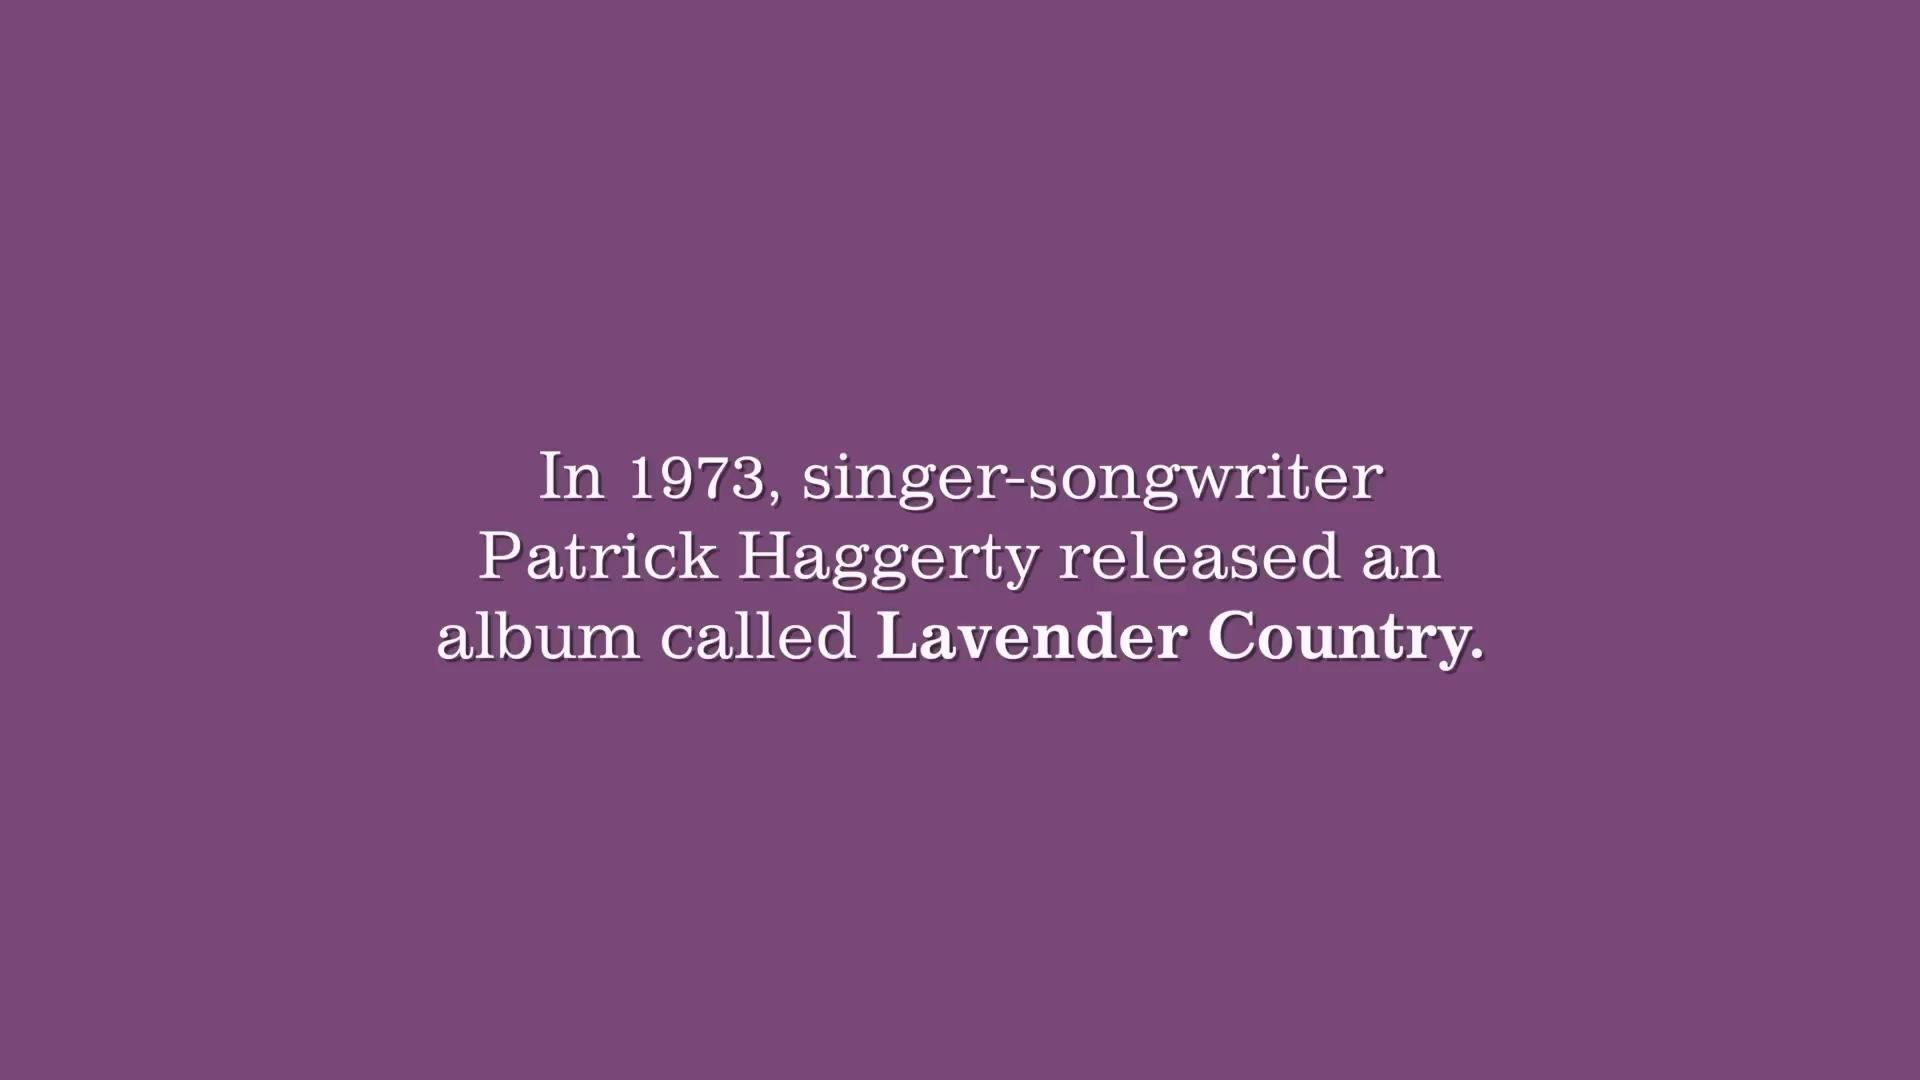 In 1973, singer-songwriter
Patrick Haggerty released an
album called Lavender Country.